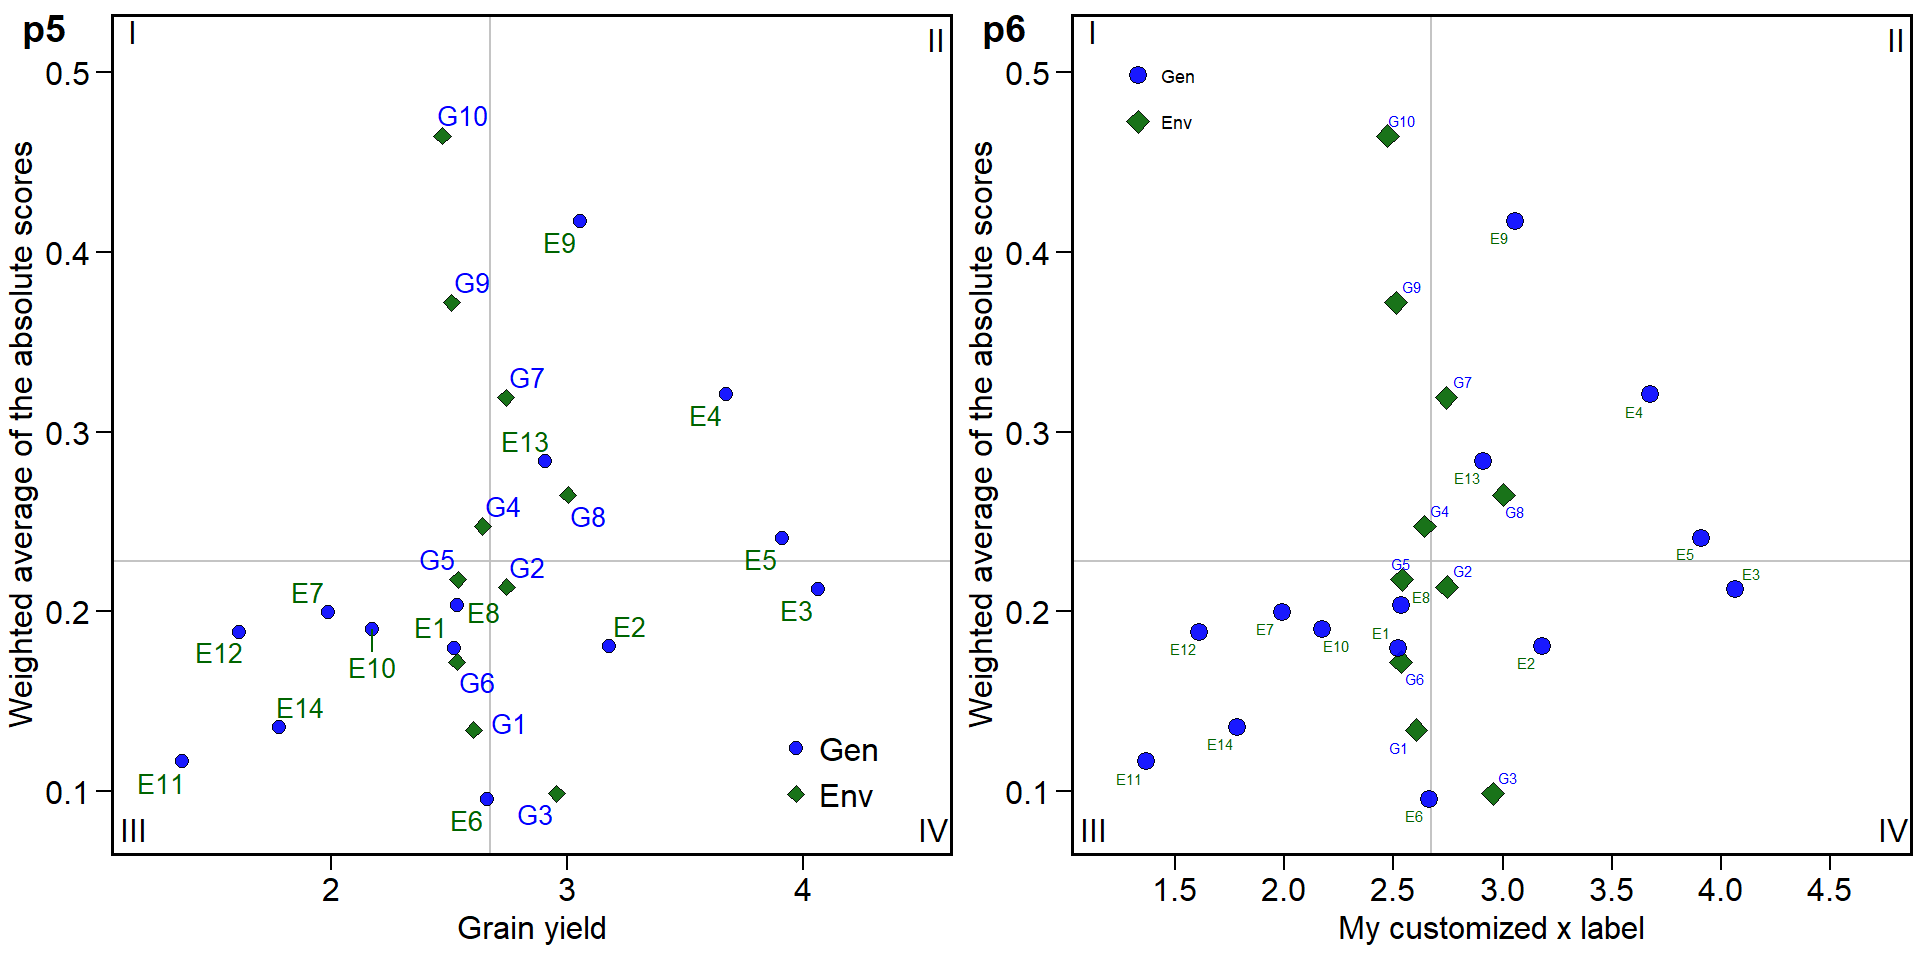 p5
I
II
0.5
0.4
0.3
0.2
0.1
Weighted average of the absolute scores
G10
E9
G9
G7
E4
E13
G4
G8
G5
G2
E5
E7
E8
E3
E1
E2
E12
E10
G6
E14
G1
E11
G3
E6
Gen
Env
III
IV
2 3 4
Grain yield
p6
I
II
Gen
Env
0.5
0.4
0.3
0.2
0.1
Weighted average of the absolute scores
G10
E9
G9
G7
E4
E13
G4
G8
E5
G5
G2
E3
E8
E7
E1
E10
E12
E2
G6
E14
G1
E11
G3
E6
III
IV
1.5 2.0 2.5 3.0 3.5 4.0 4.5
My customized x label